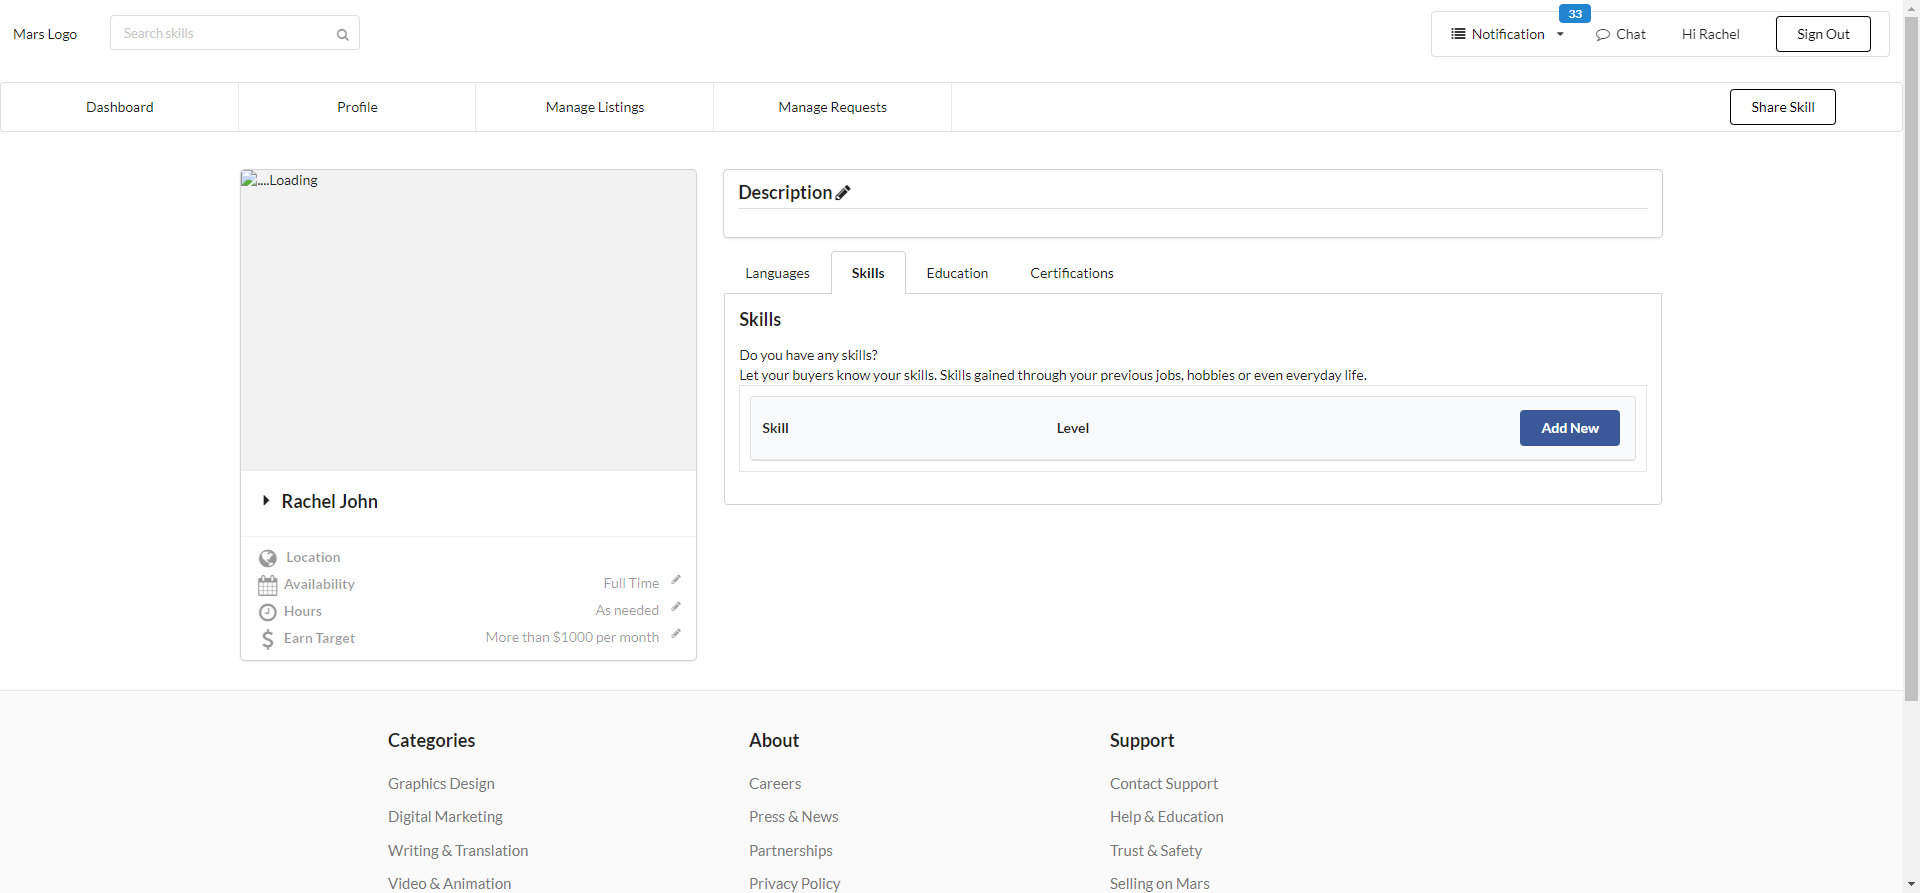 Mars Logo
Search skills
33
Notification
Chat
Hi Rachel
Sign Out
Dashboard
Profile
Manage Listings
Manage Requests
Share Skill
....Loading
Rachel John
Location
Availability
Full Time
Hours
As needed
Earn Target
More than $1000 per month
Description
Languages
Skills
Education
Certifications
Skills
Do you have any skills?
Let your buyers know your skills. Skills gained through your previous jobs, hobbies or even everyday life.
Skill
Level
Add New
Categories
Graphics Design
Digital Marketing
Writing & Translation
Video & Animation
About
Careers
Press & News
Partnerships
Privacy Policy
Support
Contact Support
Help & Education
Trust & Safety
Selling on Mars